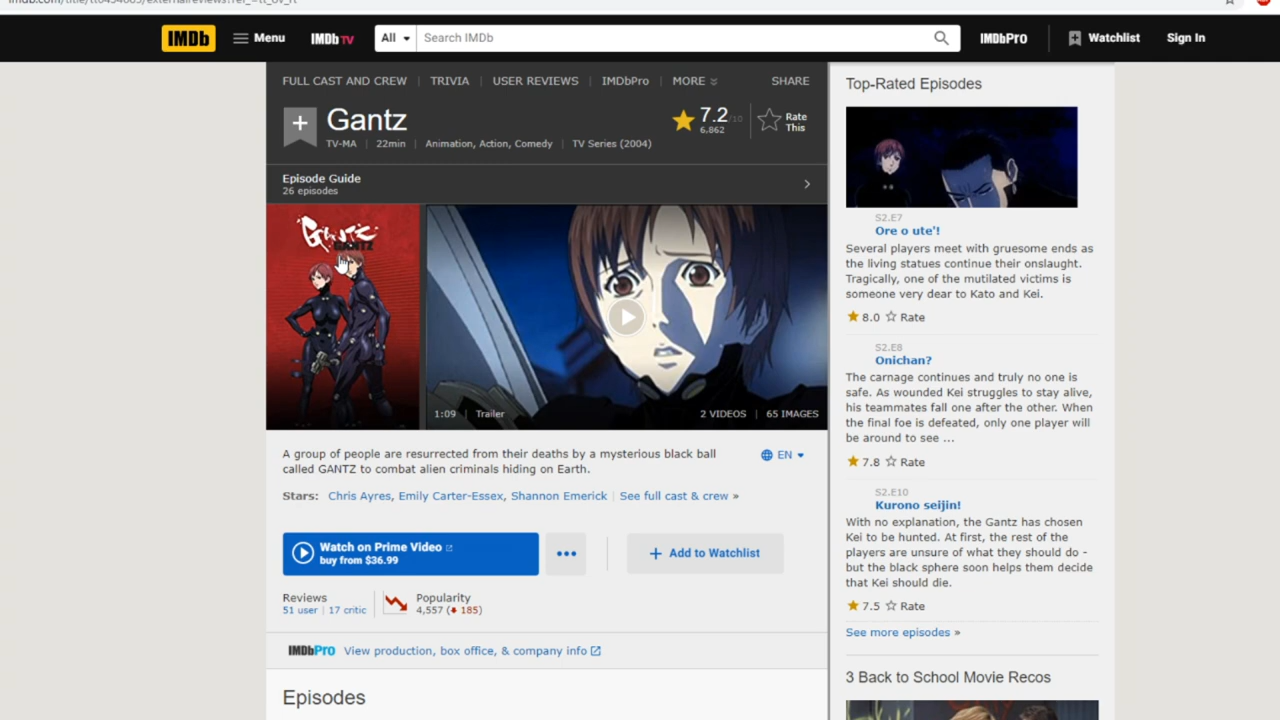 IMDb
Menu
IMDb TV
All
Search IMDb
IMDbPRO
Watchlist
Sign In
FULL CAST AND CREW | TRIVIA | USER REVIEWS | IMDbPro | MORE
SHARE
Gantz
7.2/10
6,862
Rate This
TV-MA | 22min | Animation, Action, Comedy | TV Series (2004)
Episode Guide
26 episodes
GANTZ
1:09 | Trailer
2 VIDEOS | 65 IMAGES
A group of people are resurrected from their deaths by a mysterious black ball
called GANTZ to combat alien criminals hiding on Earth.
EN
Stars: Chris Ayres, Emily Carter-Essex, Shannon Emerick | See full cast & crew »
Watch on Prime Video
buy from $36.99
+ Add to Watchlist
Reviews
51 user | 17 critic
Popularity
4,557 (185)
IMDbPro View production, box office, & company info
Episodes
Top-Rated Episodes
S2.E7
Ore o ute'!
Several players meet with gruesome ends as
the living statues continue their onslaught.
Tragically, one of the mutilated victims is
someone very dear to Kato and Kei.
8.0 Rate
S2.E8
Onichan?
The carnage continues and truly no one is
safe. As wounded Kei struggles to stay alive,
his teammates fall one after the other. When
the final foe is defeated, only one player will
be around to see ...
7.8 Rate
S2.E10
Kurono seijin!
With no explanation, the Gantz has chosen
Kei to be hunted. At first, the rest of the
players are unsure of what they should do -
but the black sphere soon helps them decide
that Kei should die.
7.5 Rate
See more episodes »
3 Back to School Movie Recos